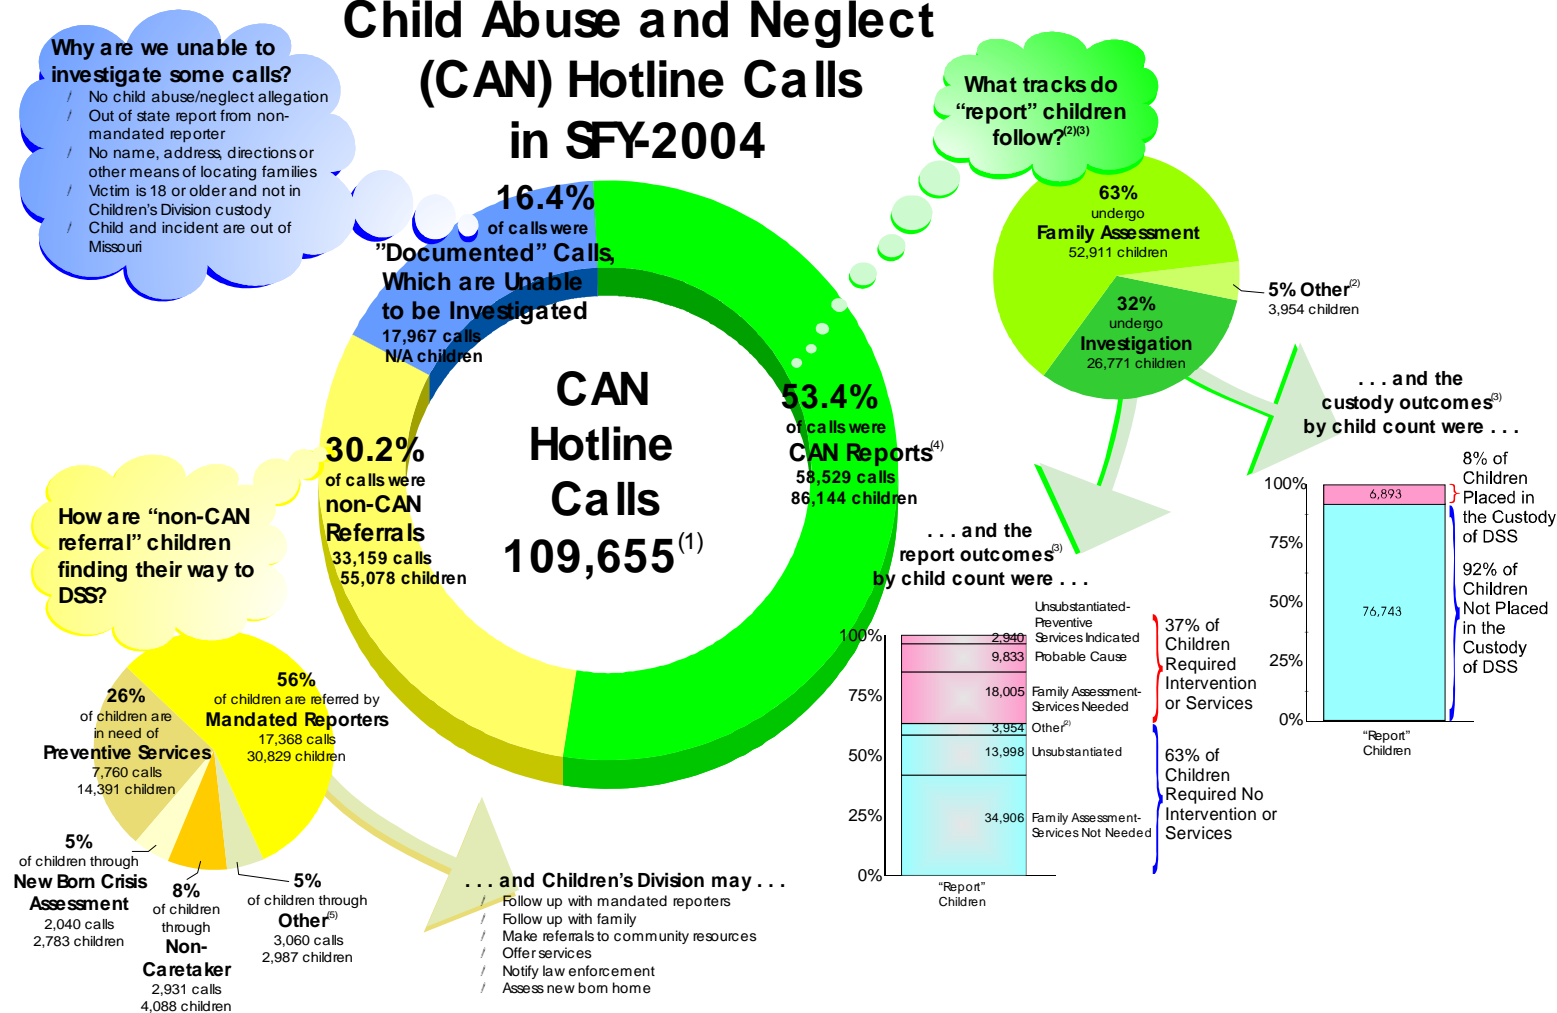 Child Abuse and Neglect
(CAN) Hotline Calls
in SFY-2004
Why are we unable to
investigate some calls?
No child abuse/neglect allegation
Out of state report from non-
mandated reporter
No name, address, directions or
other means of locating families
Victim is 18 or older and not in
Children's Division custody
Child and incident are out of
Missouri
16.4%
of calls were
"Documented" Calls,
Which are Unable
to be Investigated
17,967 calls
N/A children
What tracks do
"report" children
follow?(2)(3)
63%
undergo
Family Assessment
52,911 children
5% Other(2)
3,954 children
32%
undergo
Investigation
26,771 children
CAN
Hotline
Calls
109,655(1)
53.4%
of calls were
CAN Reports(4)
58,529 calls
86,144 children
30.2%
of calls were
non-CAN
Referrals
33,159 calls
55,078 children
How are "non-CAN
referral" children
finding their way to
DSS?
56%
of children are referred by
Mandated Reporters
17,368 calls
30,829 children
26%
of children are
in need of
Preventive Services
7,760 calls
14,391 children
5%
of children through
New Born Crisis
Assessment
2,040 calls
2,783 children
8%
of children
through
Non-
Caretaker
2,931 calls
4,088 children
5%
of children through
Other(5)
3,060 calls
2,987 children
. . . and Children's Division may . . .
Follow up with mandated reporters
Follow up with family
Make referrals to community resources
Offer services
Notify law enforcement
Assess new born home
. . . and the
report outcomes(3)
by child count were . . .
100%
75%
50%
25%
0%
2,940
9,833
18,005
3,954
13,998
34,906
Unsubstantiated-
Preventive
Services Indicated
Probable Cause
Family Assessment-
Services Needed
Other(2)
Unsubstantiated
Family Assessment-
Services Not Needed
37% of
Children
Required
Intervention
or Services
63% of
Children
Required No
Intervention or
Services
"Report"
Children
. . . and the
custody outcomes(3)
by child count were . . .
100%
75%
50%
25%
0%
6,893
76,743
8% of
Children
Placed in
the Custody
of DSS
92% of
Children
Not Placed
in the
Custody
of DSS
"Report"
Children